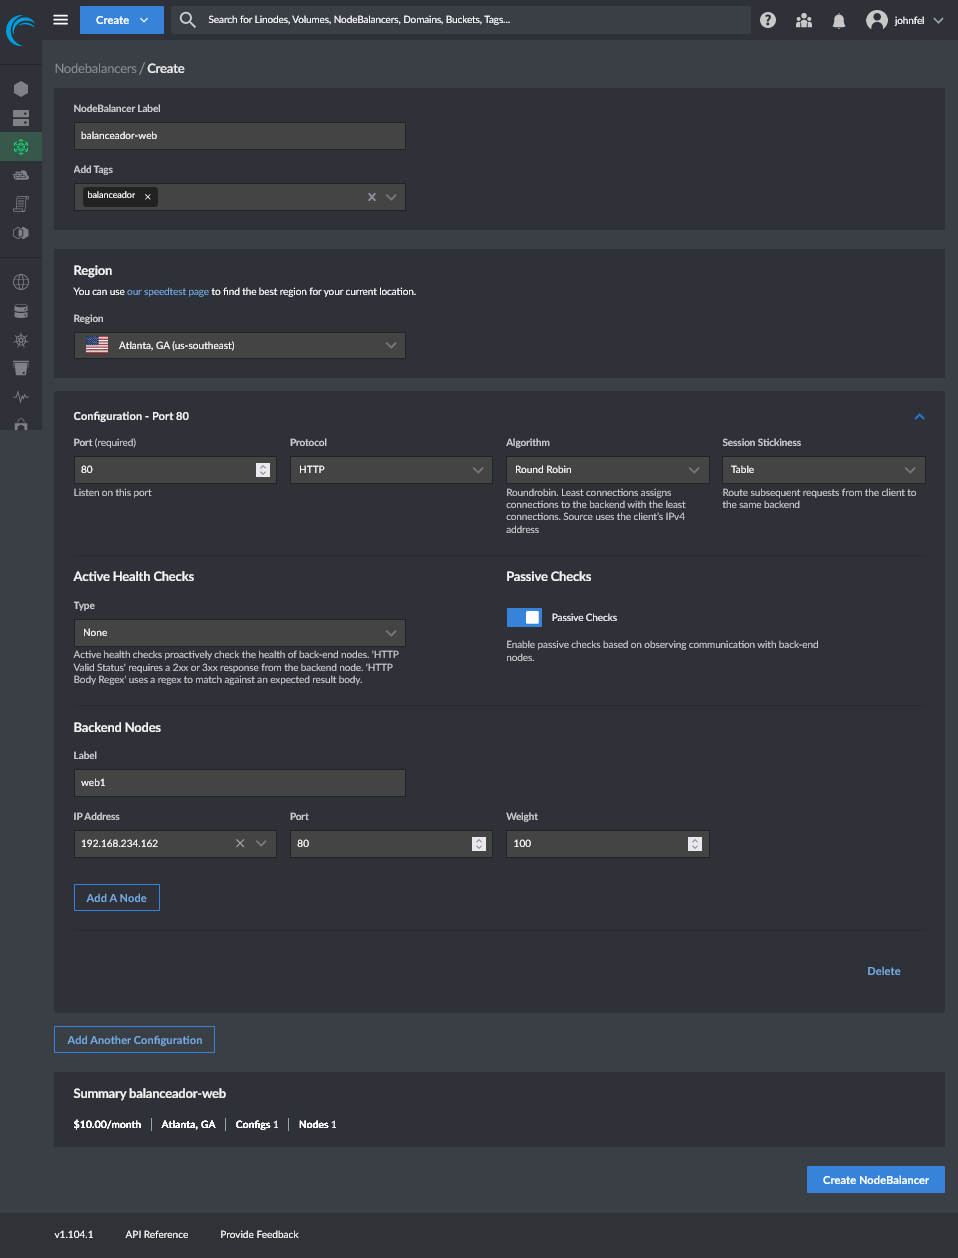 Create
Search for Linodes, Volumes, NodeBalancers, Domains, Buckets, Tags...
johnfel
Nodebalancers / Create
NodeBalancer Label
balanceador-web
Add Tags
balanceador
Region
You can use our speedtest page to find the best region for your current location.
Region
Atlanta, GA (us-southeast)
Configuration - Port 80
Port (required)
80
Listen on this port
Protocol
HTTP
Algorithm
Round Robin
Roundrobin. Least connections assigns
connections to the backend with the least
connections. Source uses the client's IPv4
address
Session Stickiness
Table
Route subsequent requests from the client to
the same backend
Active Health Checks
Type
None
Active health checks proactively check the health of back-end nodes. 'HTTP
Valid Status' requires a 2xx or 3xx response from the backend node. 'HTTP
Body Regex' uses a regex to match against an expected result body.
Passive Checks
Passive Checks
Enable passive checks based on observing communication with back-end
nodes.
Backend Nodes
Label
web1
IP Address
192.168.234.162
Port
80
Weight
100
Add A Node
Delete
Add Another Configuration
Summary balanceador-web
$10.00/month | Atlanta, GA | Configs 1 | Nodes 1
Create NodeBalancer
v1.104.1 API Reference Provide Feedback